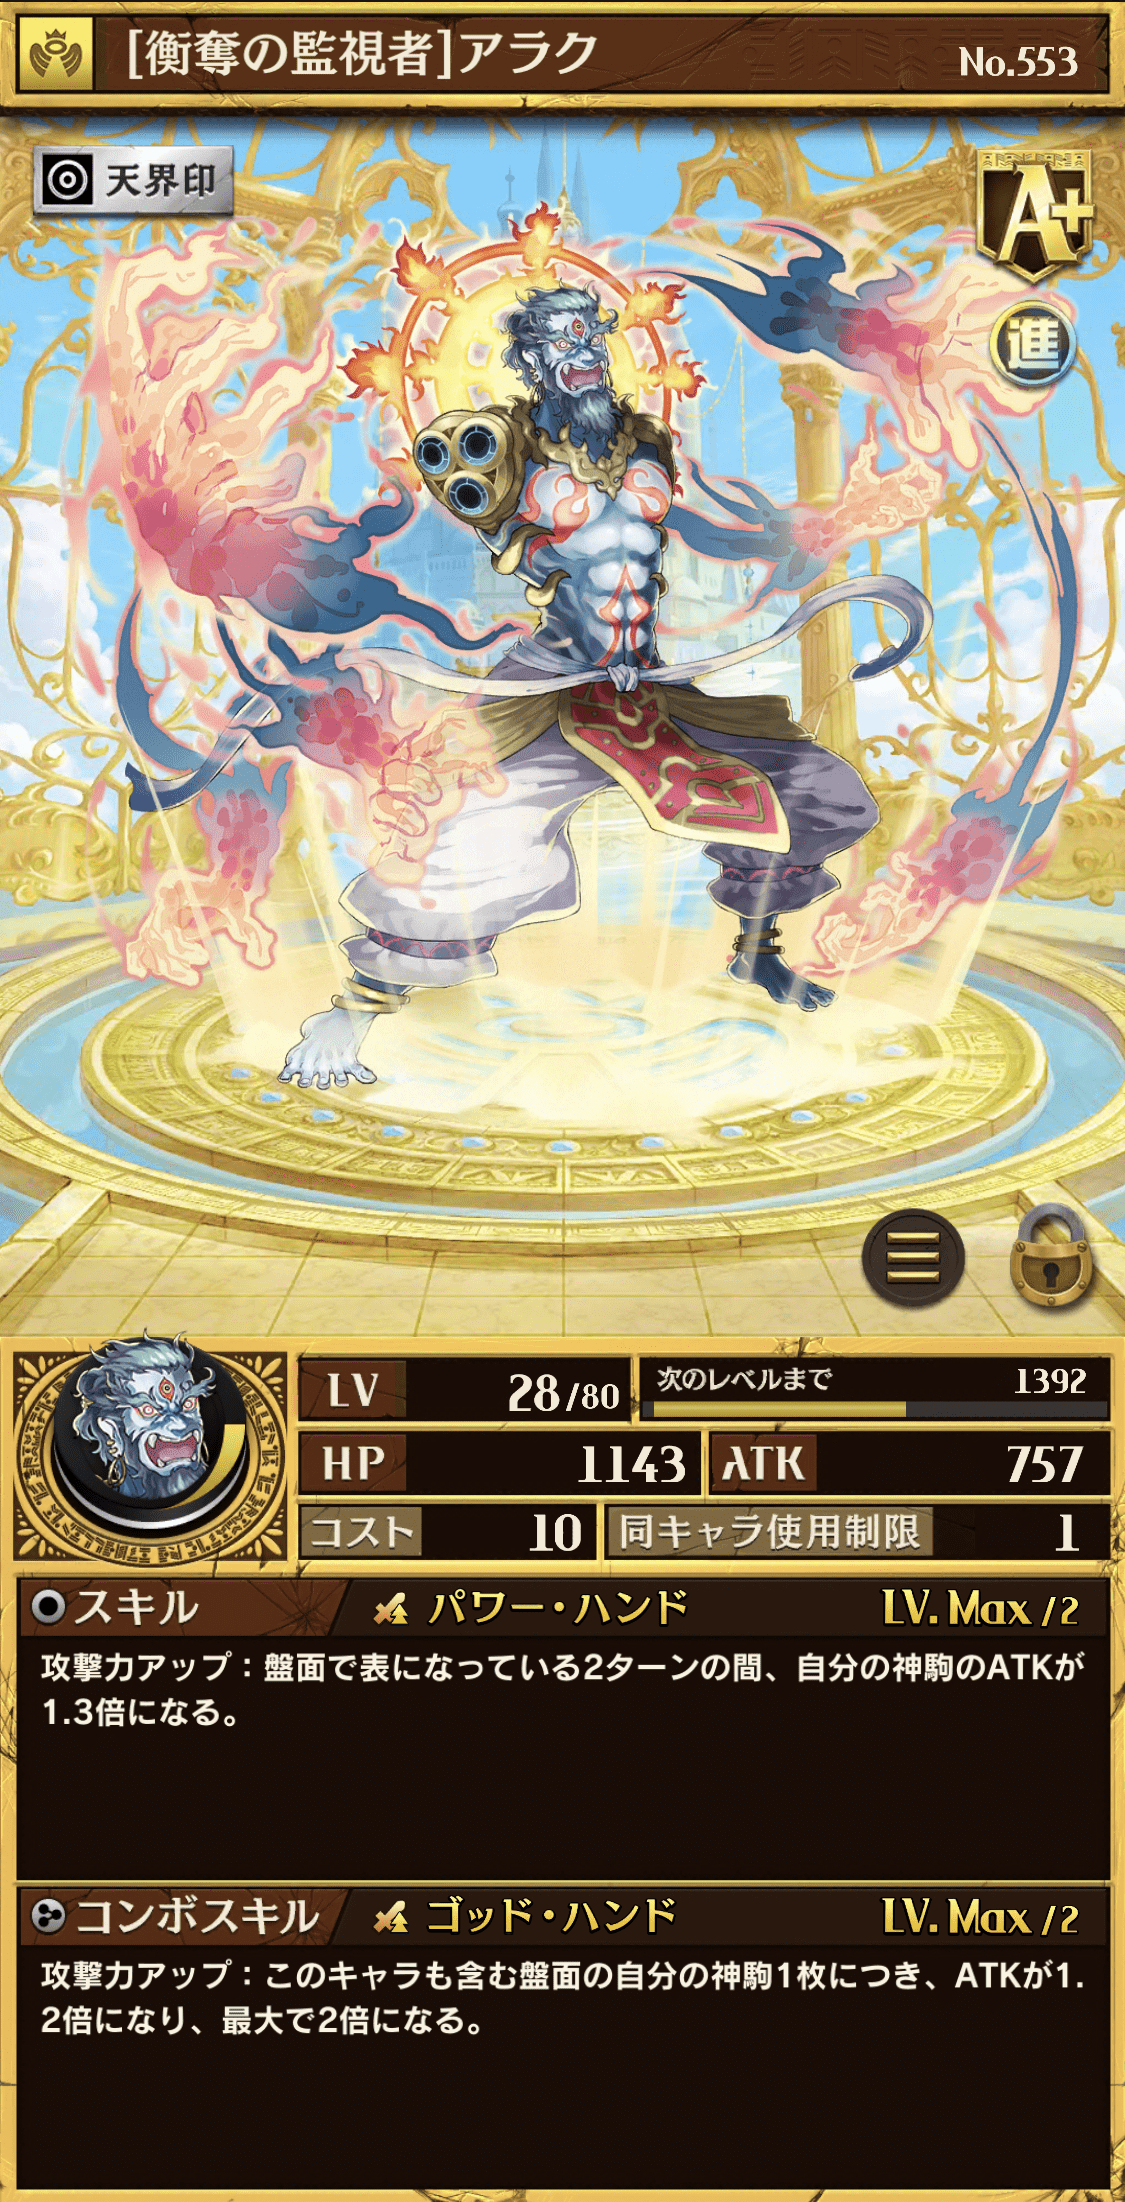 [衡奪の監視者]アラク
No.553
天界印
A+
進
LV 28/80
次のレベルまで 1392
HP 1143
ATK 757
コスト 10
同キャラ使用制限 1
スキル パワー・ハンド LV. Max /2
攻撃力アップ：盤面で表になっている2ターンの間、自分の神駒のATKが
1.3倍になる。
コンボスキル ゴッド・ハンド LV. Max /2
攻撃力アップ：このキャラも含む盤面の自分の神駒1枚につき、ATKが1.
2倍になり、最大で2倍になる。